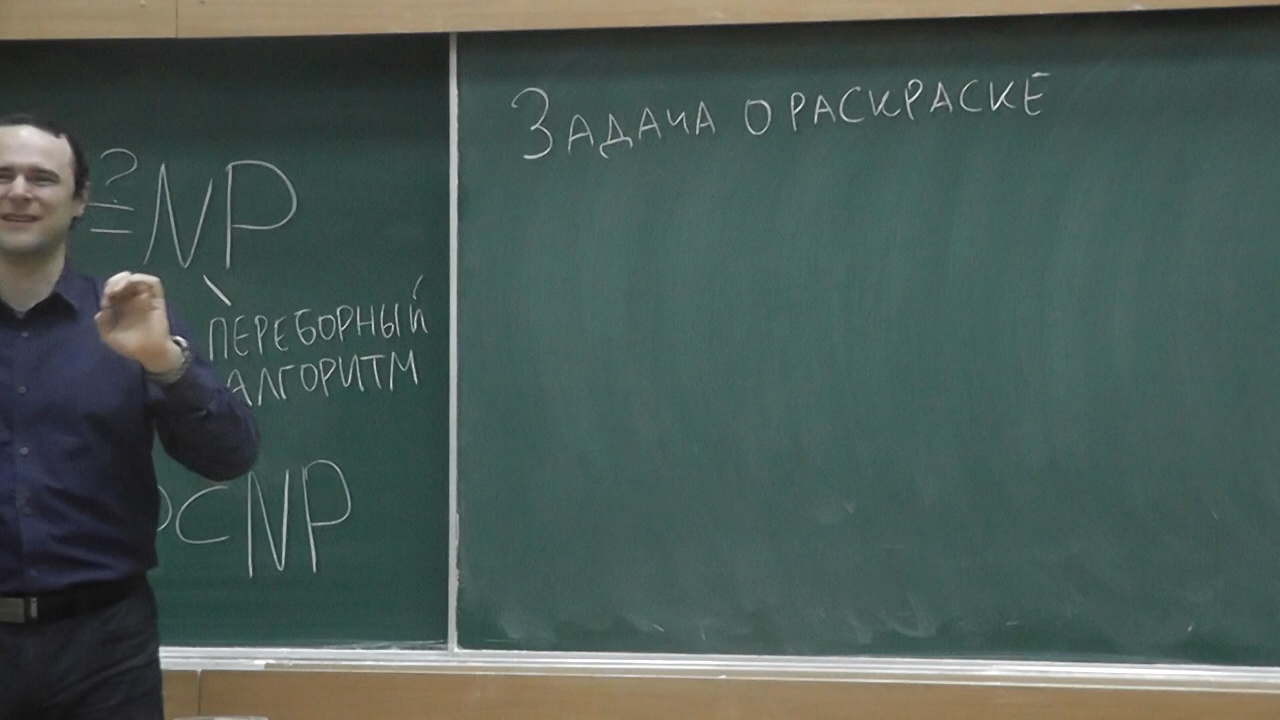 ? 
≡ NP
ПЕРЕБОРНЫЙ
АЛГОРИТМ
P ⊂ NP
ЗАДАЧА О РАСКРАСКЕ